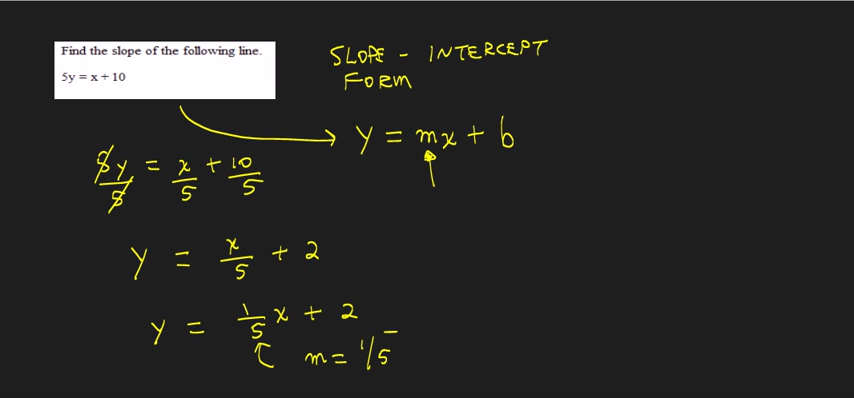 Find the slope of the following line.
5y = x + 10
SLOPE - INTERCEPT
FORM
y = mx + b
5y/5 = x/5 + 10/5
y = x/5 + 2
y = 1/5 x + 2
m = 1/5